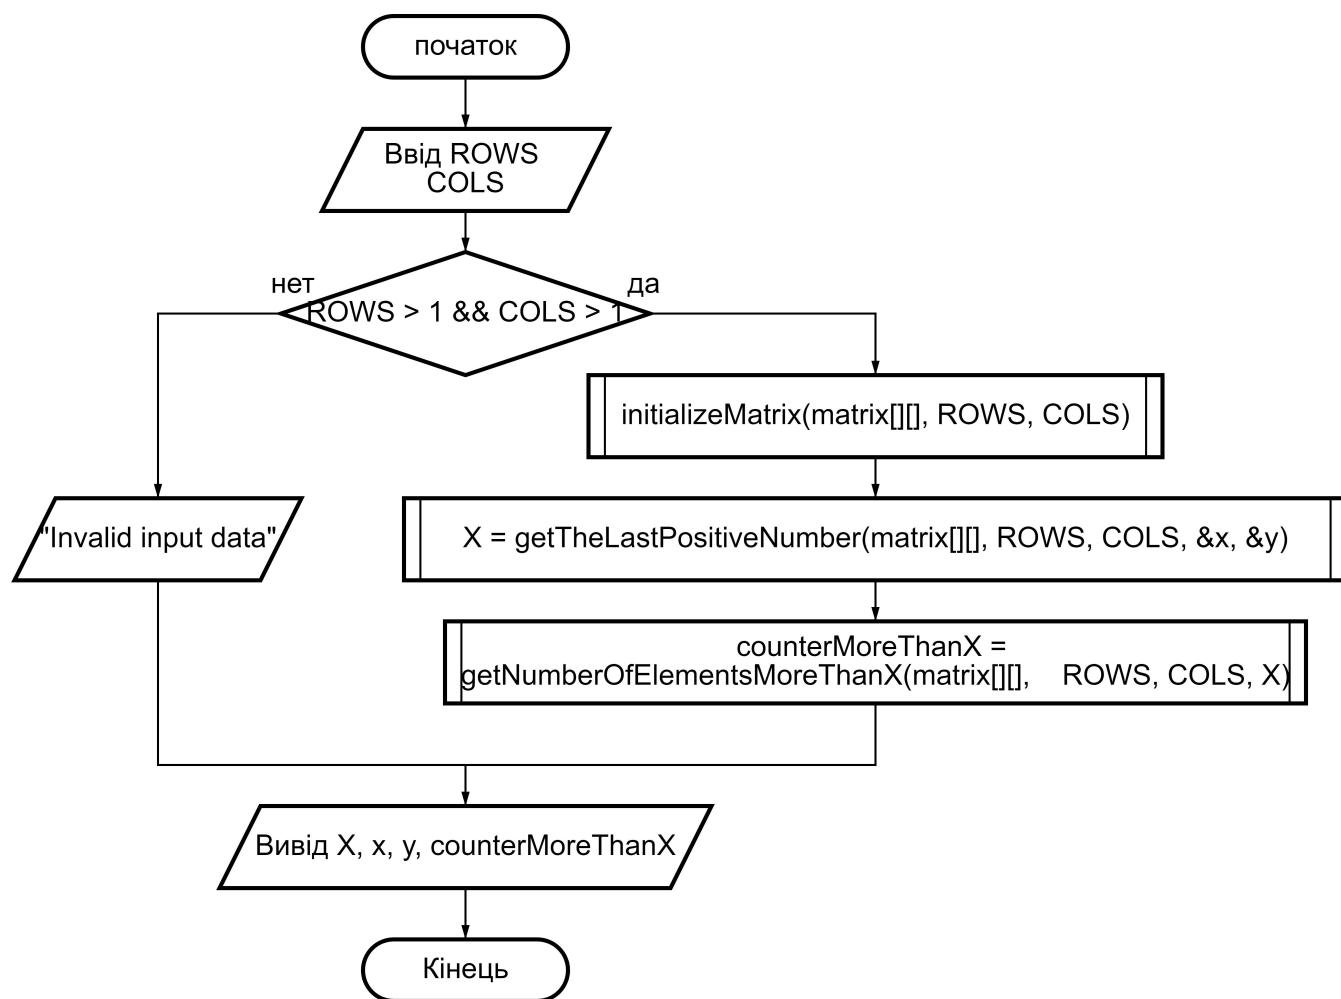 початок
Ввід ROWS
COLS
нет
да
ROWS > 1 && COLS > 1
initializeMatrix(matrix[][], ROWS, COLS)
"Invalid input data"
X = getTheLastPositiveNumber(matrix[][], ROWS, COLS, &x, &y)
counterMoreThanX =
getNumberOfElementsMoreThanX(matrix[][], ROWS, COLS, X)
Вивід X, x, y, counterMoreThanX
Кінець